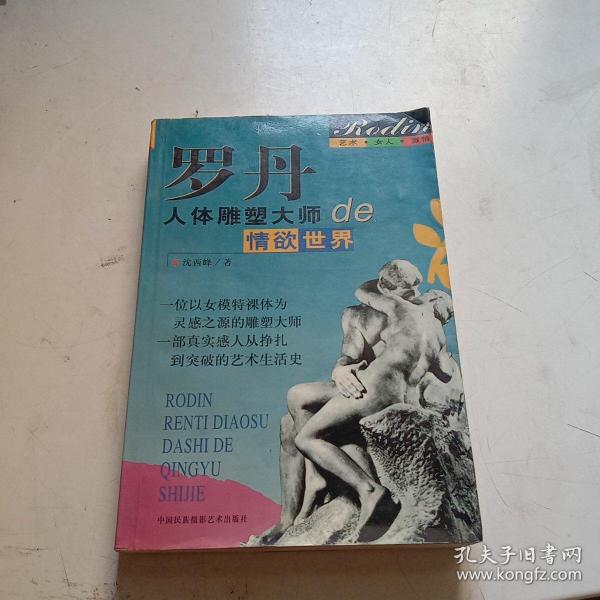 Rodin
艺术·女人·激情
罗丹
人体雕塑大师de
情欲世界
沈西峰／著
一位以女模特裸体为
灵感之源的雕塑大师
一部真实感人从挣扎
到突破的艺术生活史
RODIN
RENTI DIAOSU
DASHI DE
QINGYU
SHIJIE
中国民族摄影艺术出版社
孔夫子旧书网
www.kongfz.com